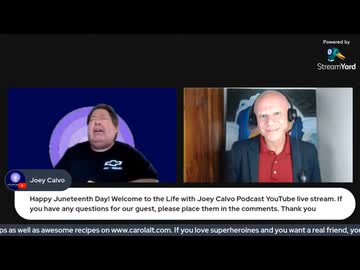 Powered by
StreamYard
Joey Calvo
Happy Juneteenth Day! Welcome to the Life with Joey Calvo Podcast YouTube live stream. If
you have any questions for our guest, please place them in the comments. Thank you
ps as well as awesome recipes on www.carolalt.com. If you love superheroines and you want a real friend, you